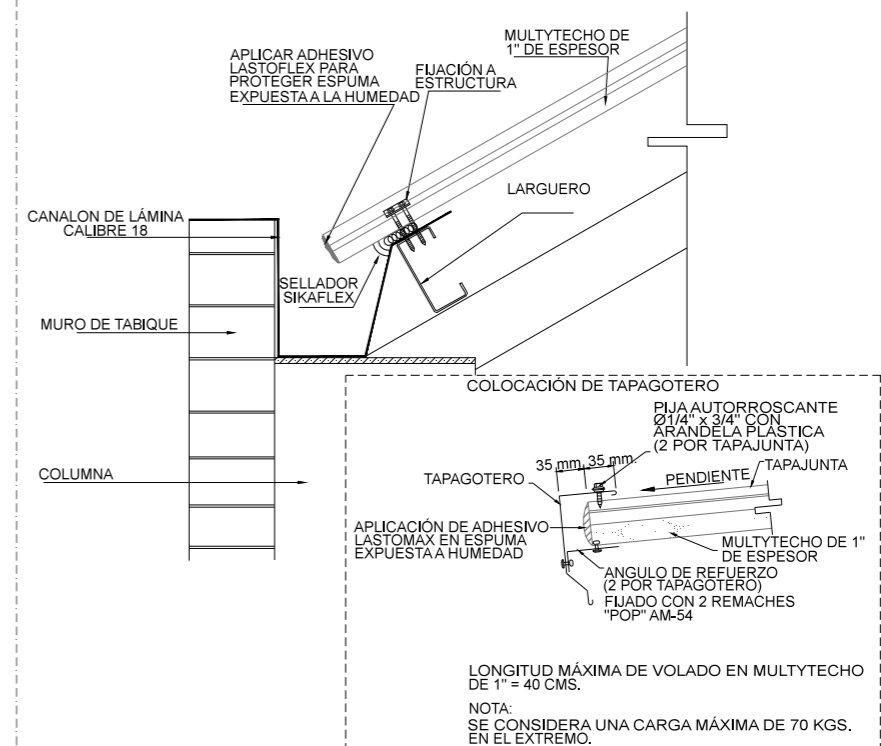 MULTYTECHO DE
1" DE ESPESOR
APLICAR ADHESIVO
LASTOFLEX PARA
PROTEGER ESPUMA
EXPUESTA A LA HUMEDAD
FIJACIÓN A
ESTRUCTURA
LARGUERO
CANALON DE LÁMINA
CALIBRE 18
SELLADOR
SIKAFLEX
MURO DE TABIQUE
COLUMNA
COLOCACIÓN DE TAPAGOTERO
PIJA AUTORROSCANTE
Ø1/4" x 3/4" CON
ARANDELA PLASTICA
(2 POR TAPAJUNTA)
35 mm.
35 mm.
TAPAGOTERO
PENDIENTE
TAPAJUNTA
APLICACIÓN DE ADHESIVO
LASTOMAX EN ESPUMA
EXPUESTA A HUMEDAD
MULTYTECHO DE 1"
DE ESPESOR
ANGULO DE REFUERZO
(2 POR TAPAGOTERO)
FIJADO CON 2 REMACHES
"POP" AM-54
LONGITUD MÁXIMA DE VOLADO EN MULTYTECHO
DE 1" = 40 CMS.
NOTA:
SE CONSIDERA UNA CARGA MÁXIMA DE 70 KGS.
EN EL EXTREMO.